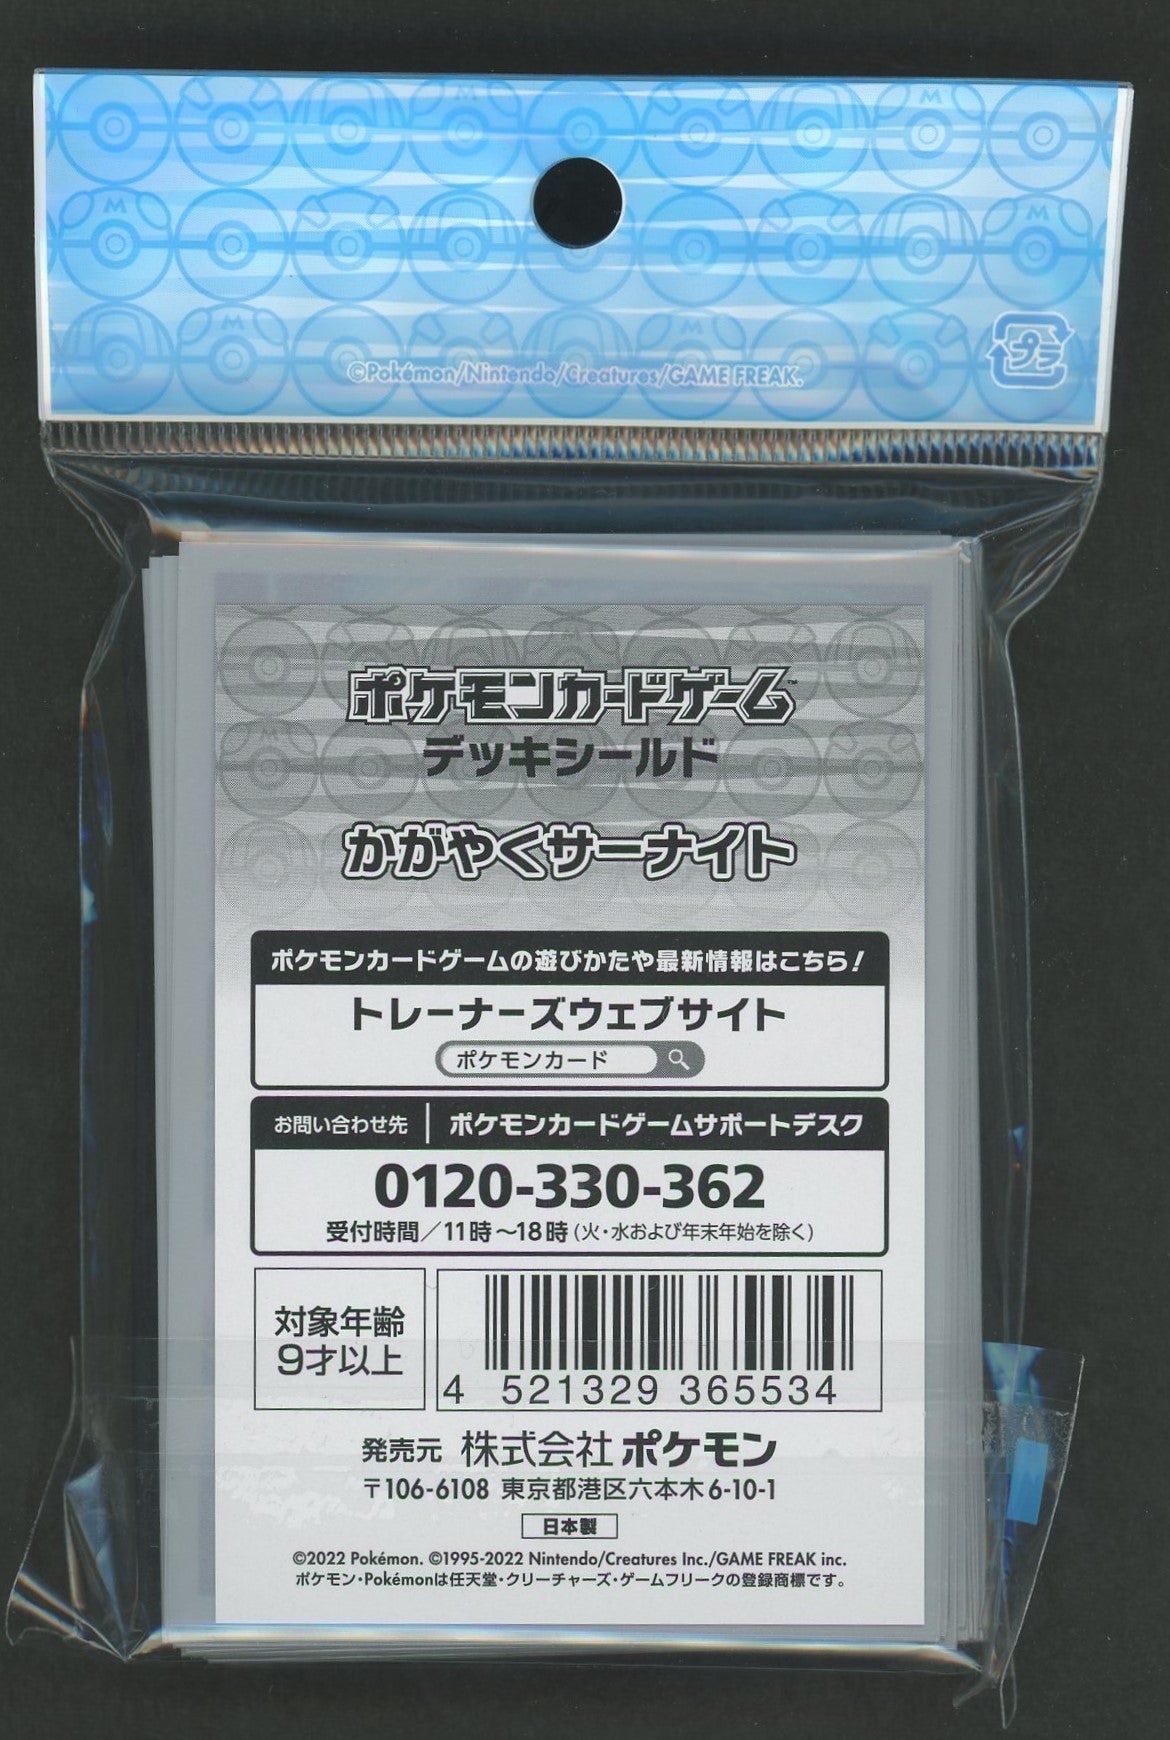 ©Pokémon/Nintendo/Creatures/GAME FREAK.
プラ
ポケモンカードゲーム™
デッキシールド
かがやくサーナイト
ポケモンカードゲームの遊びかたや最新情報はこちら！
トレーナーズウェブサイト
ポケモンカード
お問い合わせ先 ポケモンカードゲームサポートデスク
0120-330-362
受付時間／11時～18時(火・水および年末年始を除く)
対象年齢
9才以上
4 521329 365534
発売元 株式会社ポケモン
〒106-6108 東京都港区六本木6-10-1
日本製
©2022 Pokémon. ©1995-2022 Nintendo/Creatures Inc./GAME FREAK inc.
ポケモン・Pokémonは任天堂・クリーチャーズ・ゲームフリークの登録商標です。